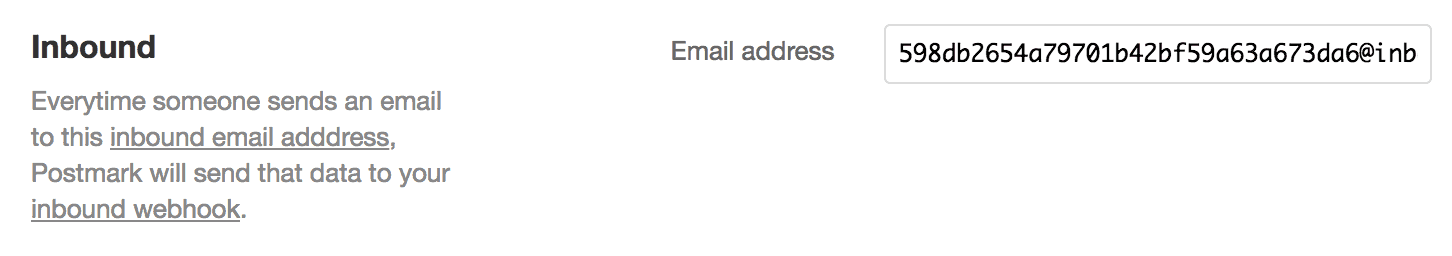 Inbound
Email address
598db2654a79701b42bf59a63a673da6@inb
Everytime someone sends an email
to this inbound email adddress,
Postmark will send that data to your
inbound webhook.